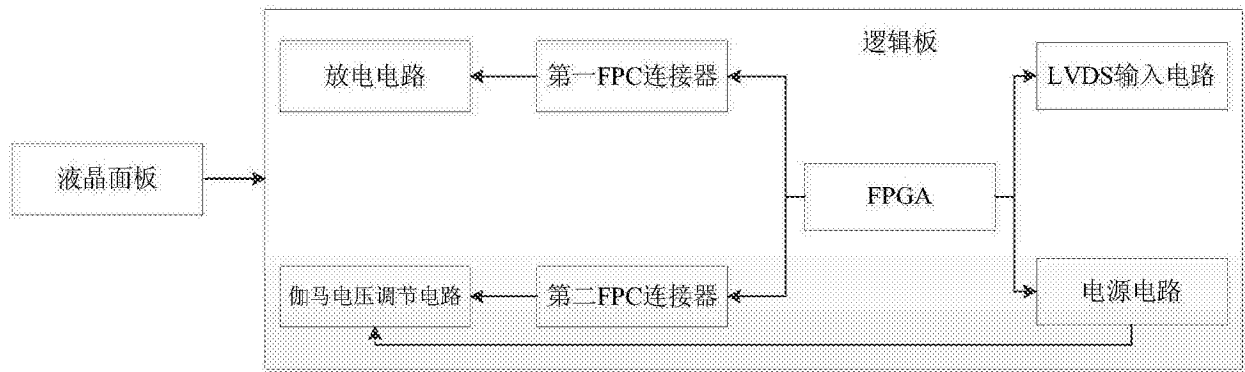 逻辑板
放电电路
第一FPC连接器
LVDS输入电路
液晶面板
FPGA
伽马电压调节电路
第二FPC连接器
电源电路